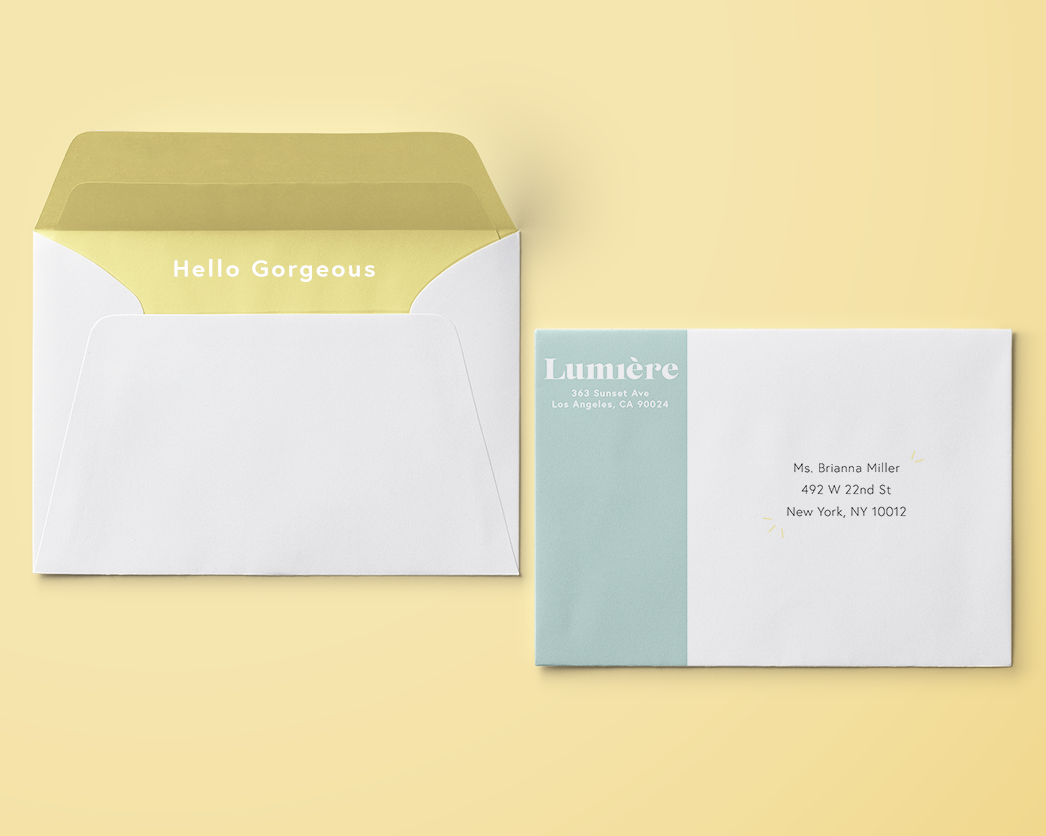 Hello Gorgeous
Lumière
363 Sunset Ave
Los Angeles, CA 90024
Ms. Brianna Miller
492 W 22nd St
New York, NY 10012